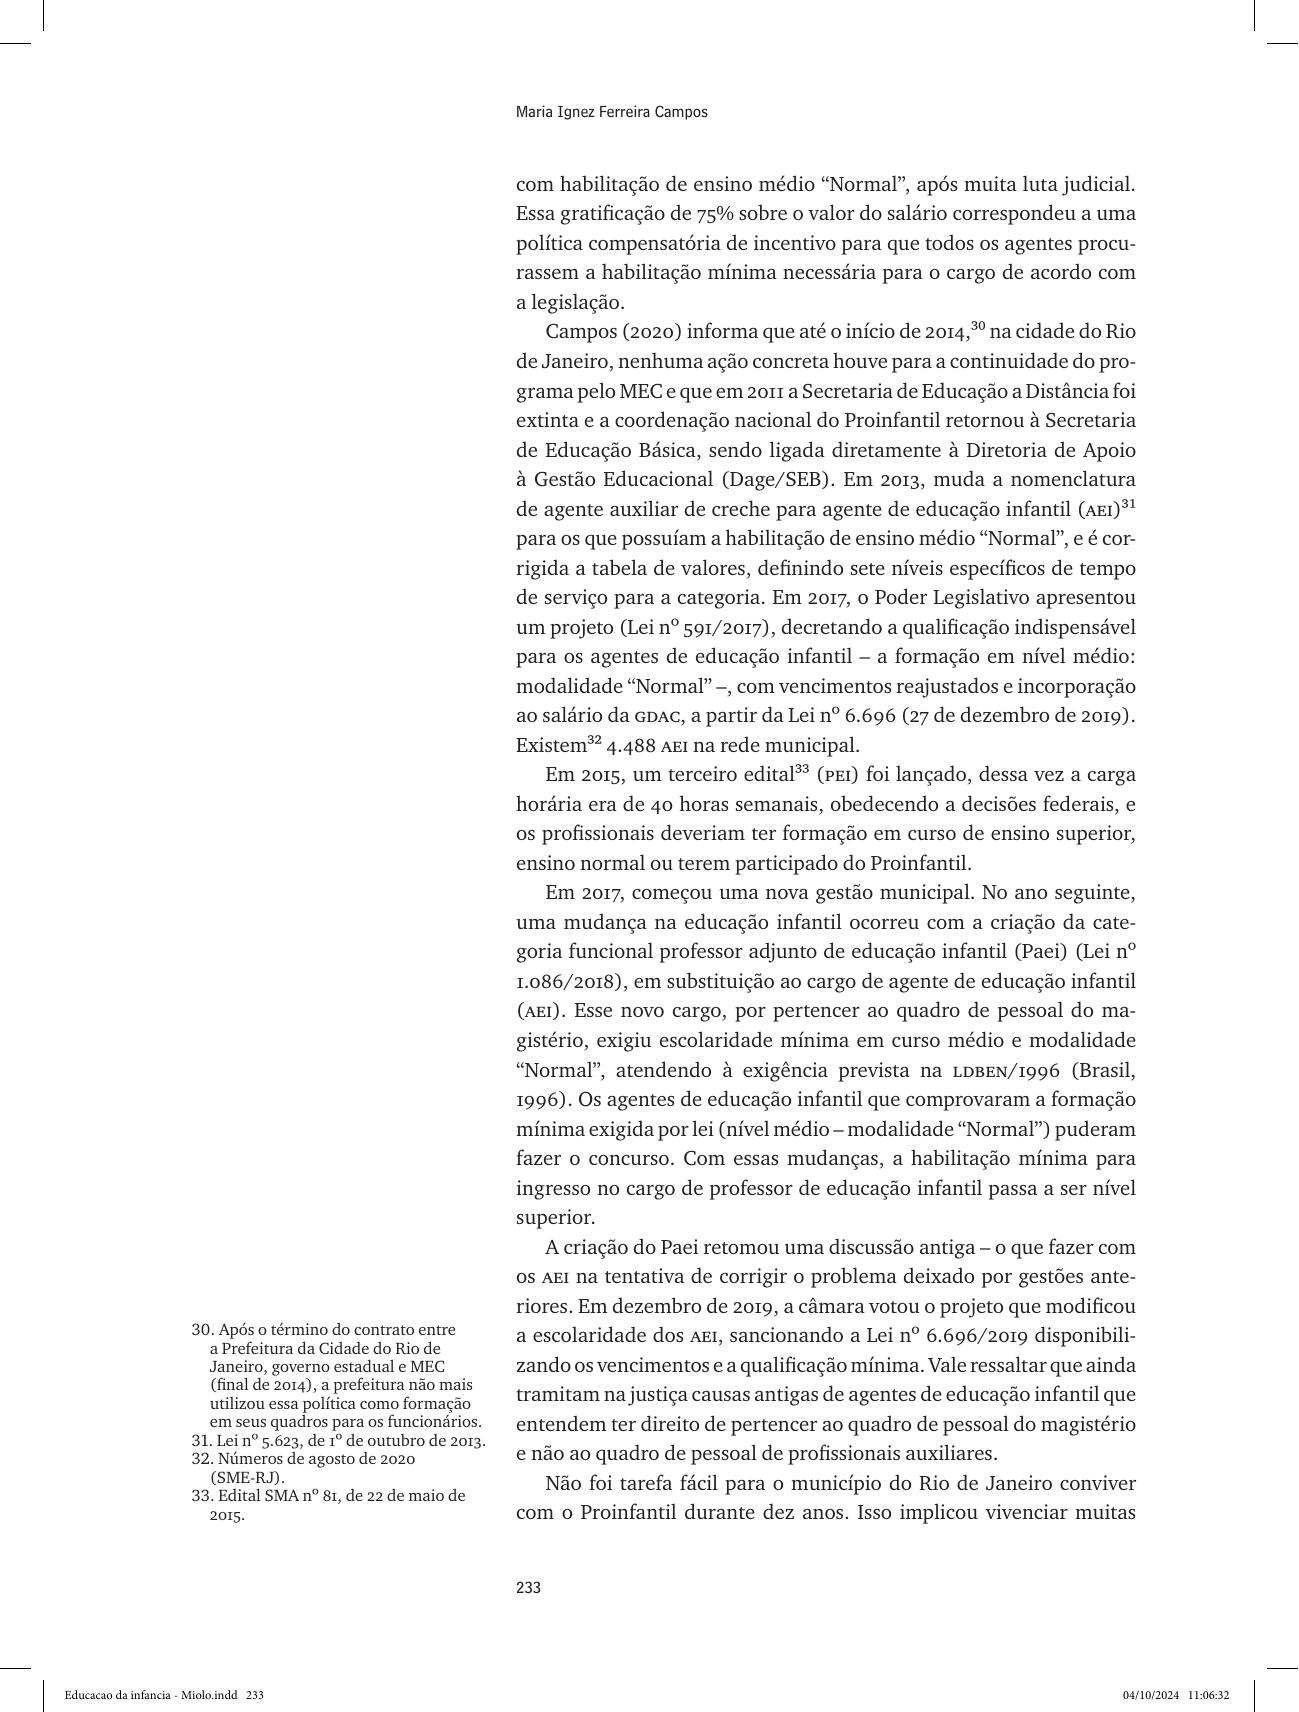 Maria Ignez Ferreira Campos
com habilitação de ensino médio “Normal”, após muita luta judicial.
Essa gratificação de 75% sobre o valor do salário correspondeu a uma
política compensatória de incentivo para que todos os agentes procu-
rassem a habilitação mínima necessária para o cargo de acordo com
a legislação.
Campos (2020) informa que até o início de 2014,³⁰ na cidade do Rio
de Janeiro, nenhuma ação concreta houve para a continuidade do pro-
grama pelo MEC e que em 2011 a Secretaria de Educação a Distância foi
extinta e a coordenação nacional do Proinfantil retornou à Secretaria
de Educação Básica, sendo ligada diretamente à Diretoria de Apoio
à Gestão Educacional (Dage/SEB). Em 2013, muda a nomenclatura
de agente auxiliar de creche para agente de educação infantil (AEI)³¹
para os que possuíam a habilitação de ensino médio “Normal”, e é cor-
rigida a tabela de valores, definindo sete níveis específicos de tempo
de serviço para a categoria. Em 2017, o Poder Legislativo apresentou
um projeto (Lei nº 591/2017), decretando a qualificação indispensável
para os agentes de educação infantil – a formação em nível médio:
modalidade “Normal” –, com vencimentos reajustados e incorporação
ao salário da GDAC, a partir da Lei nº 6.696 (27 de dezembro de 2019).
Existem³² 4.488 AEI na rede municipal.
Em 2015, um terceiro edital³³ (PEI) foi lançado, dessa vez a carga
horária era de 40 horas semanais, obedecendo a decisões federais, e
os profissionais deveriam ter formação em curso de ensino superior,
ensino normal ou terem participado do Proinfantil.
Em 2017, começou uma nova gestão municipal. No ano seguinte,
uma mudança na educação infantil ocorreu com a criação da cate-
goria funcional professor adjunto de educação infantil (Paei) (Lei nº
1.086/2018), em substituição ao cargo de agente de educação infantil
(AEI). Esse novo cargo, por pertencer ao quadro de pessoal do ma-
gistério, exigiu escolaridade mínima em curso médio e modalidade
“Normal”, atendendo à exigência prevista na LDBEN/1996 (Brasil,
1996). Os agentes de educação infantil que comprovaram a formação
mínima exigida por lei (nível médio – modalidade “Normal”) puderam
fazer o concurso. Com essas mudanças, a habilitação mínima para
ingresso no cargo de professor de educação infantil passa a ser nível
superior.
A criação do Paei retomou uma discussão antiga – o que fazer com
os AEI na tentativa de corrigir o problema deixado por gestões ante-
riores. Em dezembro de 2019, a câmara votou o projeto que modificou
a escolaridade dos AEI, sancionando a Lei nº 6.696/2019 disponibili-
zando os vencimentos e a qualificação mínima. Vale ressaltar que ainda
tramitam na justiça causas antigas de agentes de educação infantil que
entendem ter direito de pertencer ao quadro de pessoal do magistério
e não ao quadro de pessoal de profissionais auxiliares.
Não foi tarefa fácil para o município do Rio de Janeiro conviver
com o Proinfantil durante dez anos. Isso implicou vivenciar muitas
30. Após o término do contrato entre
a Prefeitura da Cidade do Rio de
Janeiro, governo estadual e MEC
(final de 2014), a prefeitura não mais
utilizou essa política como formação
em seus quadros para os funcionários.
31. Lei nº 5.623, de 1º de outubro de 2013.
32. Números de agosto de 2020
(SME-RJ).
33. Edital SMA nº 81, de 22 de maio de
2015.
233
Educacao da infancia - Miolo.indd 233
04/10/2024 11:06:32